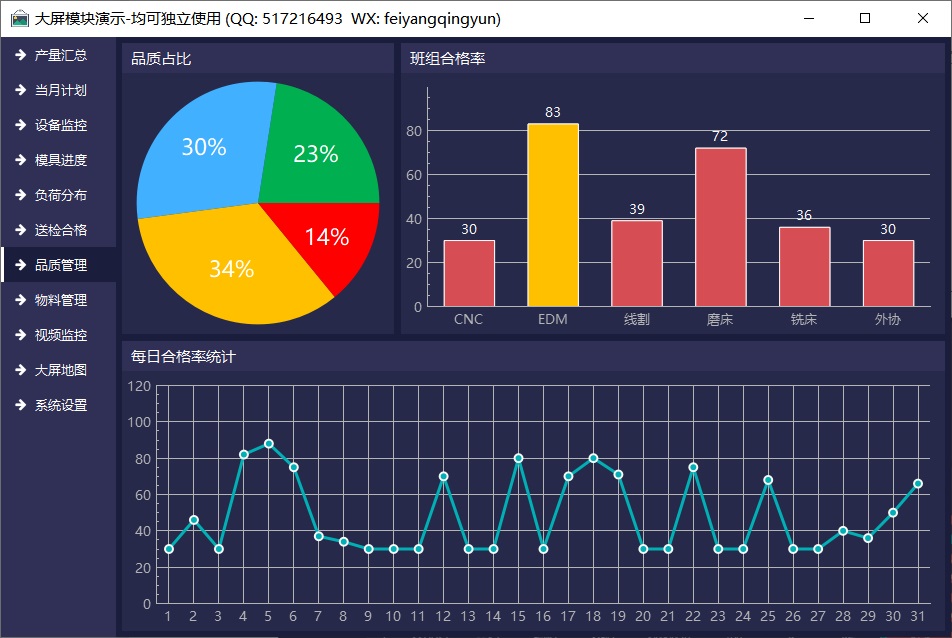 大屏模块演示-均可独立使用 (QQ: 517216493  WX: feiyangqingyun)
产量汇总
当月计划
设备监控
模具进度
负荷分布
送检合格
品质管理
物料管理
视频监控
大屏地图
系统设置
品质占比
30%
23%
14%
34%
班组合格率
80
60
40
20
0
30
83
39
72
36
30
CNC
EDM
线割
磨床
铣床
外协
每日合格率统计
120
100
80
60
40
20
0
1 2 3 4 5 6 7 8 9 10 11 12 13 14 15 16 17 18 19 20 21 22 23 24 25 26 27 28 29 30 31